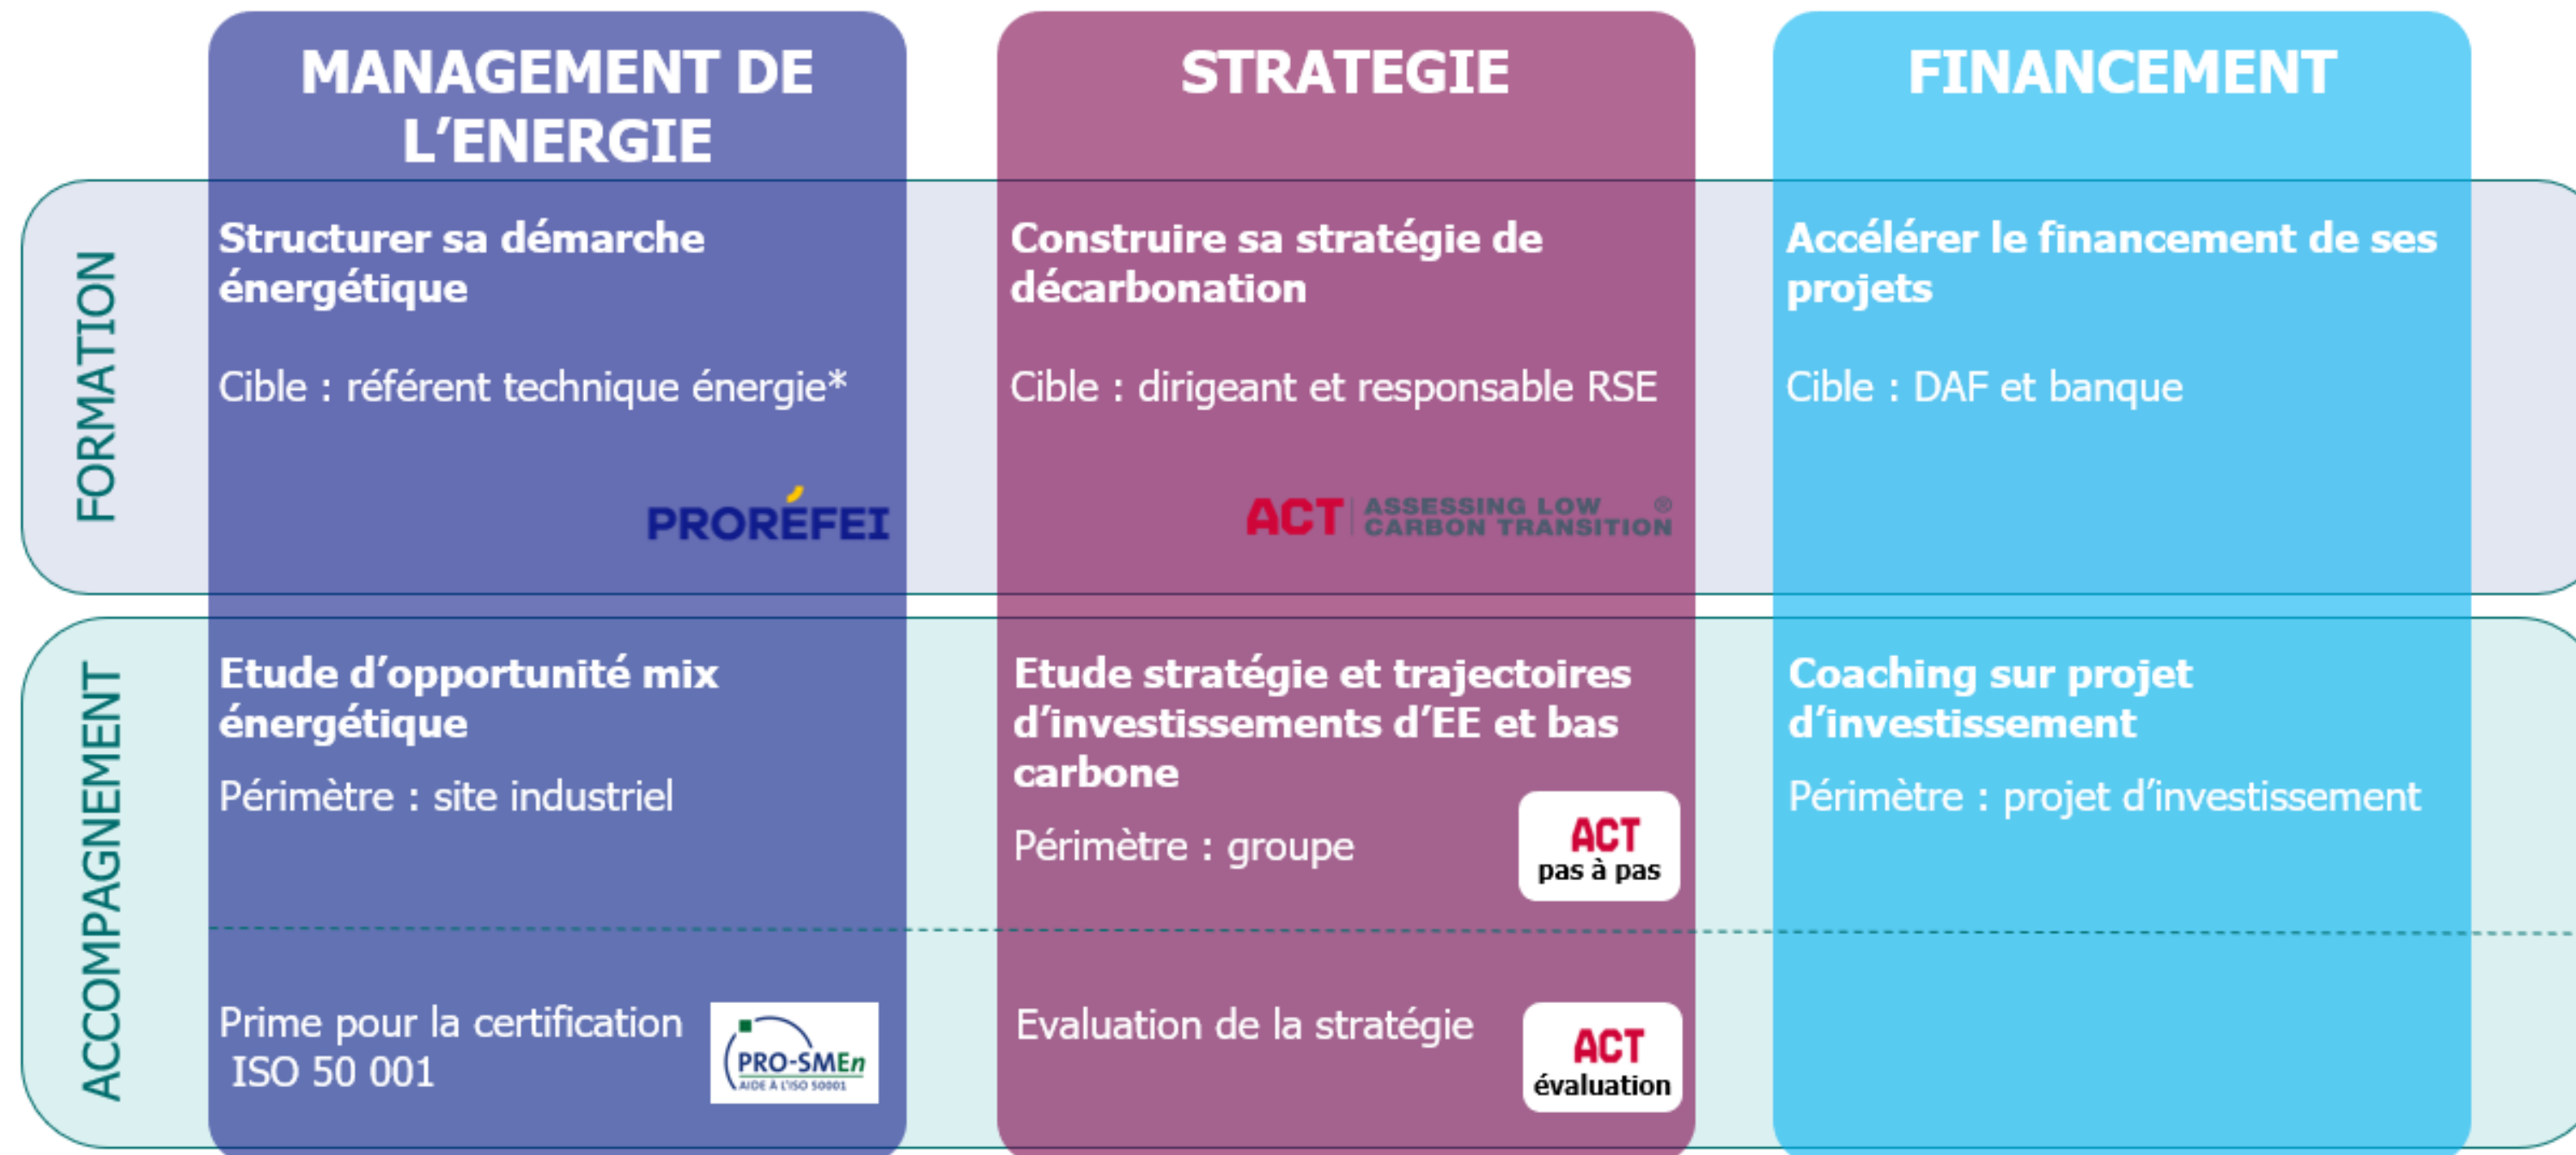 MANAGEMENT DE
L’ENERGIE
STRATEGIE
FINANCEMENT
FORMATION
Structurer sa démarche
énergétique
Cible : référent technique énergie*
PRORÉFEI
Construire sa stratégie de
décarbonation
Cible : dirigeant et responsable RSE
ACT
ASSESSING LOW ®
CARBON TRANSITION
Accélérer le financement de ses
projets
Cible : DAF et banque
ACCOMPAGNEMENT
Etude d’opportunité mix
énergétique
Périmètre : site industriel
Etude stratégie et trajectoires
d’investissements d’EE et bas
carbone
Périmètre : groupe
ACT
pas à pas
Coaching sur projet
d’investissement
Périmètre : projet d’investissement
Prime pour la certification
ISO 50 001
PRO-SMEn
AIDE À L'ISO 50001
Evaluation de la stratégie
ACT
évaluation